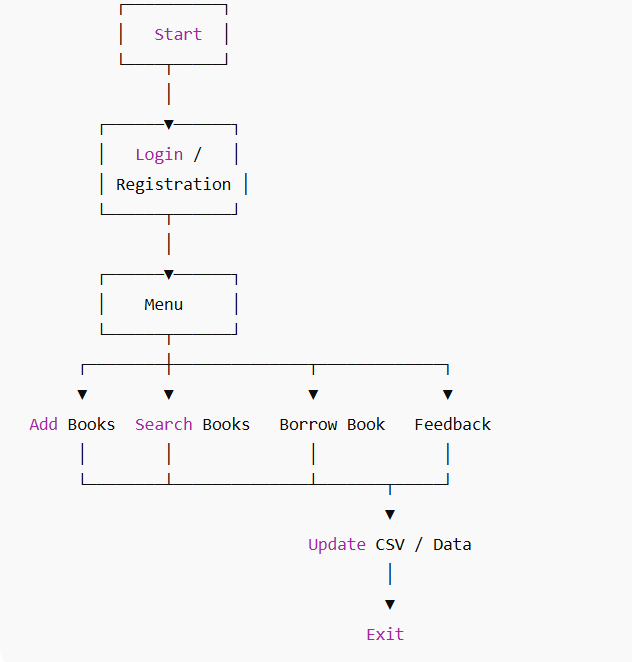 Start
Login /
Registration
Menu
Add Books Search Books Borrow Book Feedback
Update CSV / Data
Exit